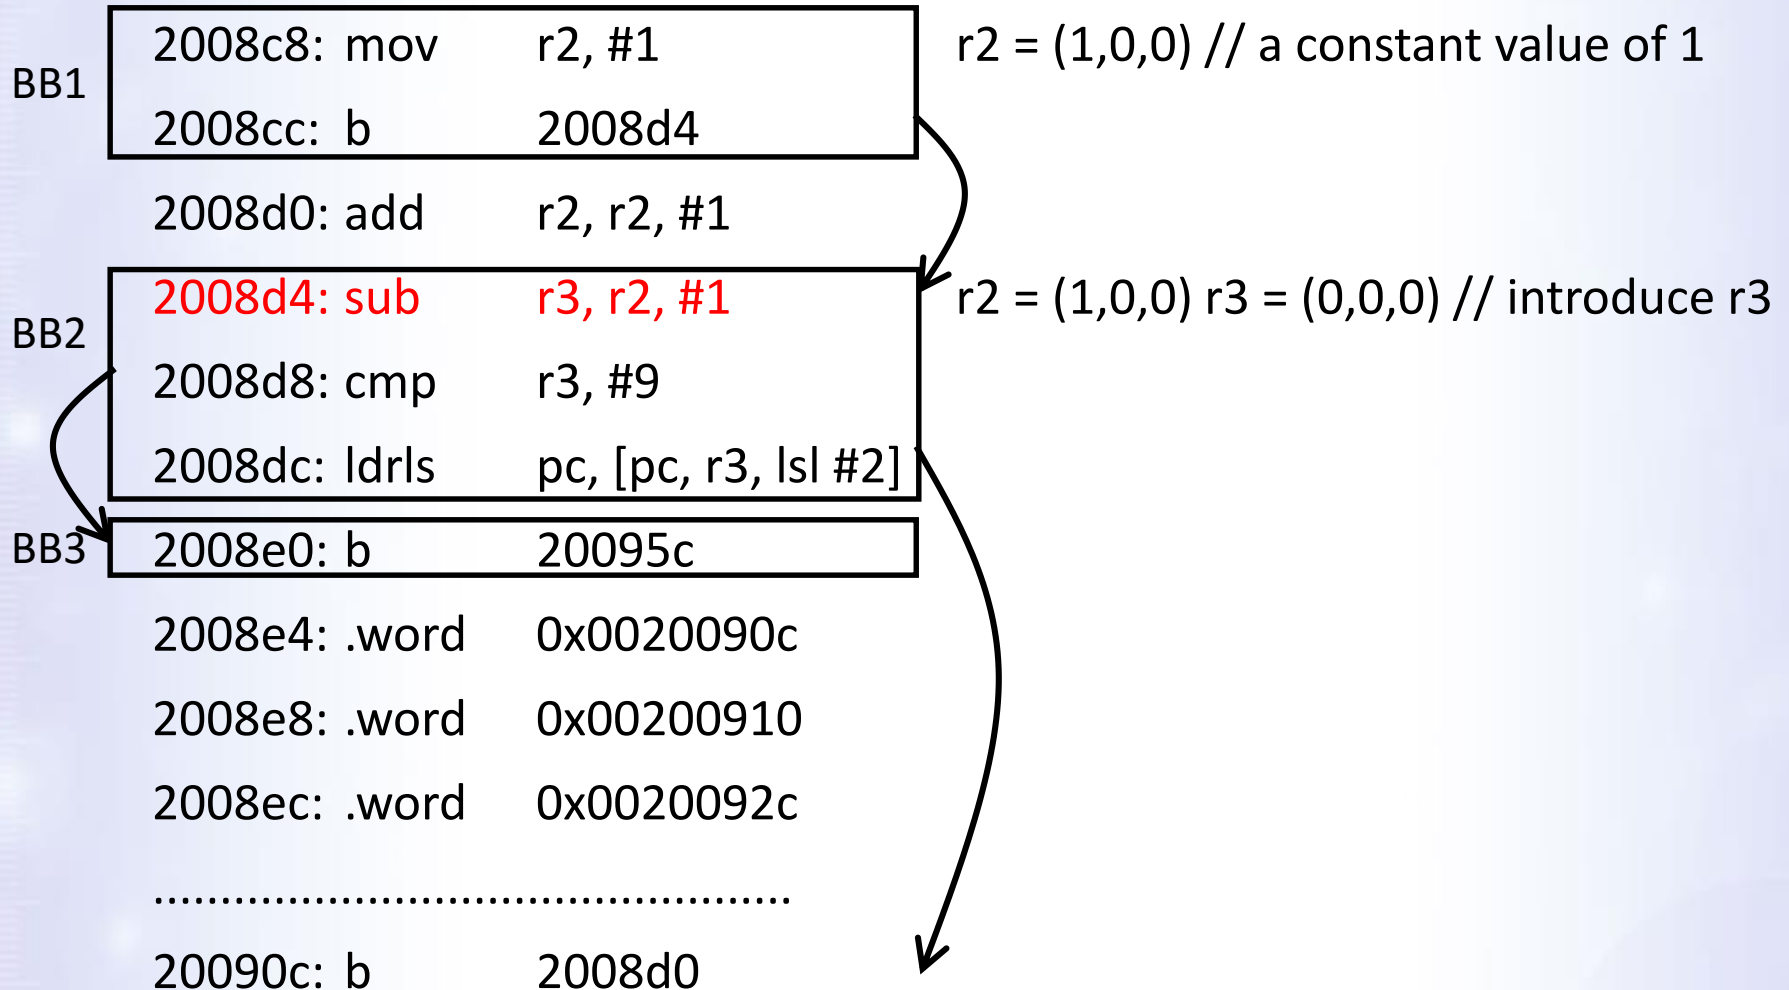 2008c8: mov r2, #1 r2 = (1,0,0) // a constant value of 1
BB1
2008cc: b 2008d4
2008d0: add r2, r2, #1
2008d4: sub r3, r2, #1 r2 = (1,0,0) r3 = (0,0,0) // introduce r3
BB2
2008d8: cmp r3, #9
2008dc: ldrls pc, [pc, r3, lsl #2]
BB3 2008e0: b 20095c
2008e4: .word 0x0020090c
2008e8: .word 0x00200910
2008ec: .word 0x0020092c
................................................
20090c: b 2008d0